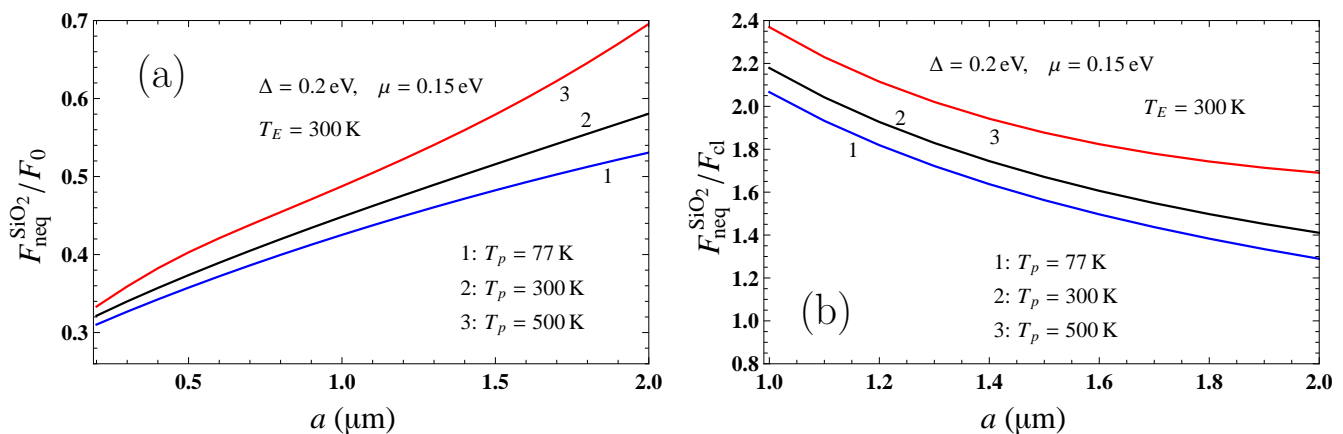 (a)
Δ = 0.2 eV, μ = 0.15 eV
T_E = 300 K
3
2
1
1: T_p = 77 K
2: T_p = 300 K
3: T_p = 500 K
0.7
0.6
0.5
0.4
0.3
F_neq^SiO₂/F_0
0.5
1.0
1.5
2.0
a (μm)
Δ = 0.2 eV, μ = 0.15 eV
T_E = 300 K
2
3
1
1: T_p = 77 K
2: T_p = 300 K
3: T_p = 500 K
(b)
2.4
2.2
2.0
1.8
1.6
1.4
1.2
1.0
0.8
F_neq^SiO₂/F_cl
1.0
1.2
1.4
1.6
1.8
2.0
a (μm)